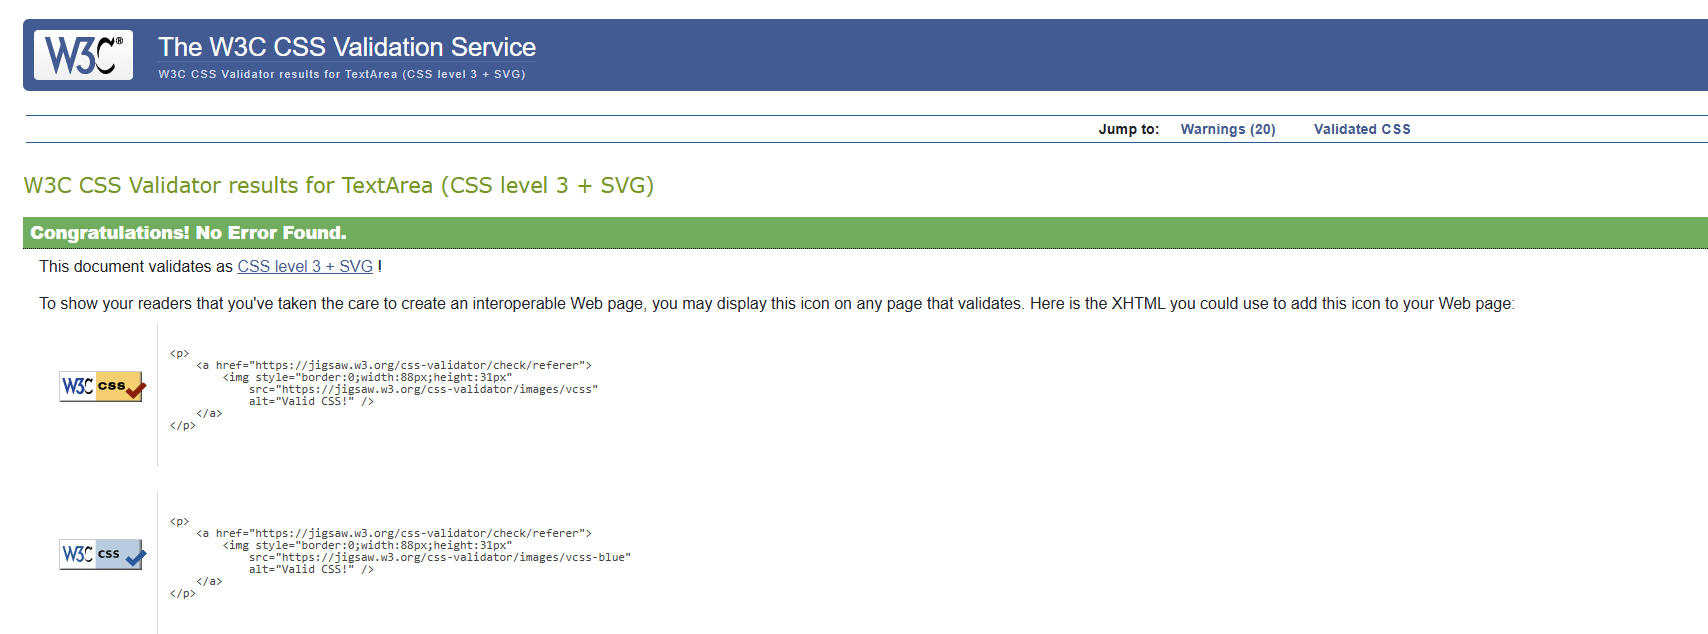 W3C®
The W3C CSS Validation Service
W3C CSS Validator results for TextArea (CSS level 3 + SVG)
Jump to: Warnings (20) Validated CSS
W3C CSS Validator results for TextArea (CSS level 3 + SVG)
Congratulations! No Error Found.
This document validates as CSS level 3 + SVG !
To show your readers that you've taken the care to create an interoperable Web page, you may display this icon on any page that validates. Here is the XHTML you could use to add this icon to your Web page:
W3C CSS
<p>
    <a href="https://jigsaw.w3.org/css-validator/check/referer">
        <img style="border:0;width:88px;height:31px"
            src="https://jigsaw.w3.org/css-validator/images/vcss"
            alt="Valid CSS!" />
    </a>
</p>
W3C CSS
<p>
    <a href="https://jigsaw.w3.org/css-validator/check/referer">
        <img style="border:0;width:88px;height:31px"
            src="https://jigsaw.w3.org/css-validator/images/vcss-blue"
            alt="Valid CSS!" />
    </a>
</p>